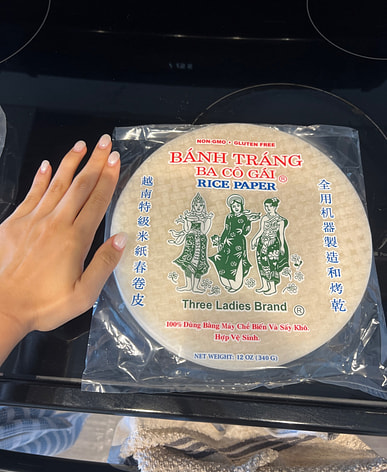 NON-GMO • GLUTEN FREE
BÁNH TRÁNG
BA CÔ GÁI ®
RICE PAPER
越南特級米紙春卷皮
全用机器製造和烤乾
Three Ladies Brand ®
100% Dùng Bằng Máy Chế Biến Và Sấy Khô
Hợp Vệ Sinh
NET WEIGHT: 12 OZ (340 G)